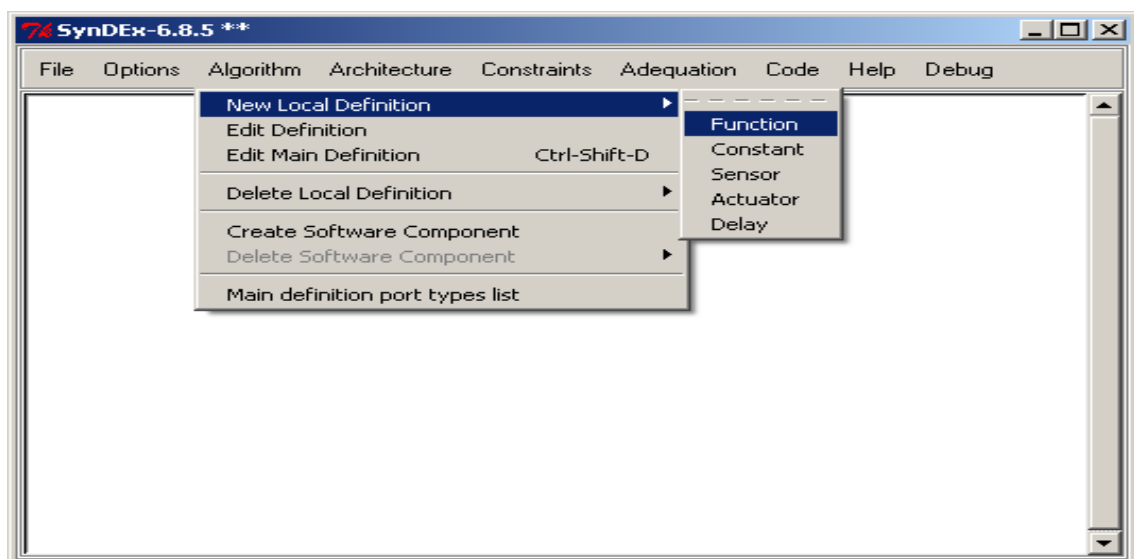 SynDEx-6.8.5 **
File Options Algorithm Architecture Constraints Adequation Code Help Debug
New Local Definition
Edit Definition
Edit Main Definition Ctrl-Shift-D
Delete Local Definition
Create Software Component
Delete Software Component
Main definition port types list
Function
Constant
Sensor
Actuator
Delay